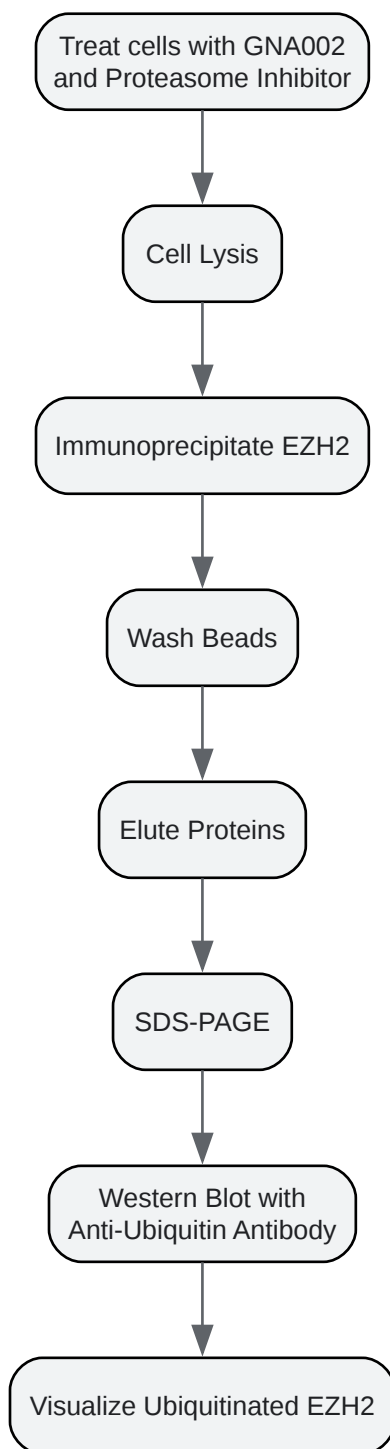 Treat cells with GNA002
and Proteasome Inhibitor
Cell Lysis
Immunoprecipitate EZH2
Wash Beads
Elute Proteins
SDS-PAGE
Western Blot with
Anti-Ubiquitin Antibody
Visualize Ubiquitinated EZH2